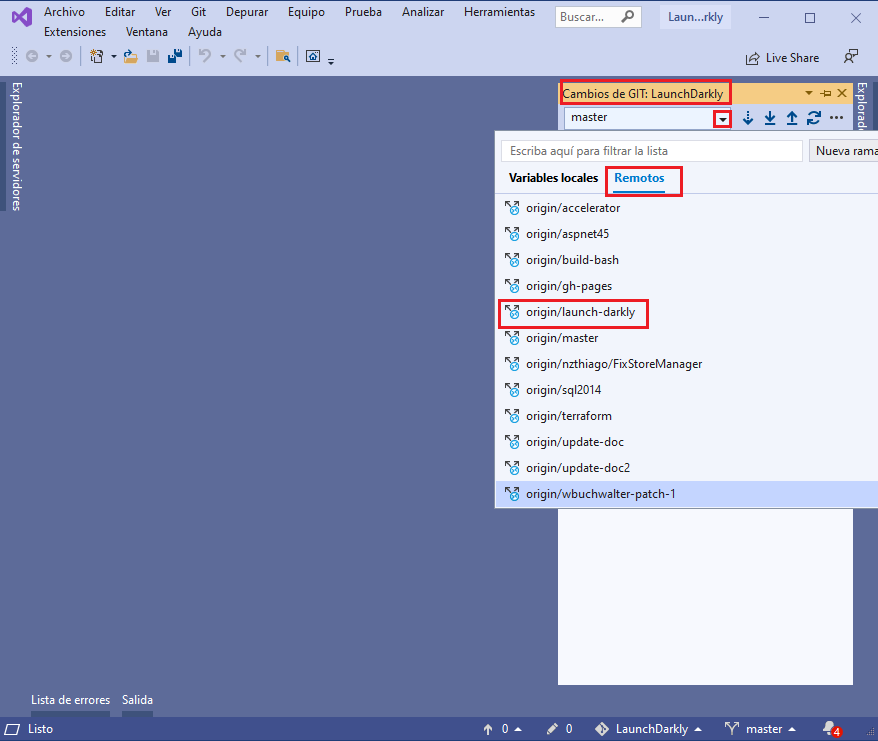 Archivo Editar Ver Git Depurar Equipo Prueba Analizar Herramientas
Extensiones Ventana Ayuda
Buscar...
Laun...rkly
Live Share
Explorador de servidores
Cambios de GIT: LaunchDarkly
master
Escriba aquí para filtrar la lista
Nueva rama
Variables locales Remotos
origin/accelerator
origin/aspnet45
origin/build-bash
origin/gh-pages
origin/launch-darkly
origin/master
origin/nzthiago/FixStoreManager
origin/sql2014
origin/terraform
origin/update-doc
origin/update-doc2
origin/wbuchwalter-patch-1
Lista de errores Salida
Listo
0 0 LaunchDarkly master 4